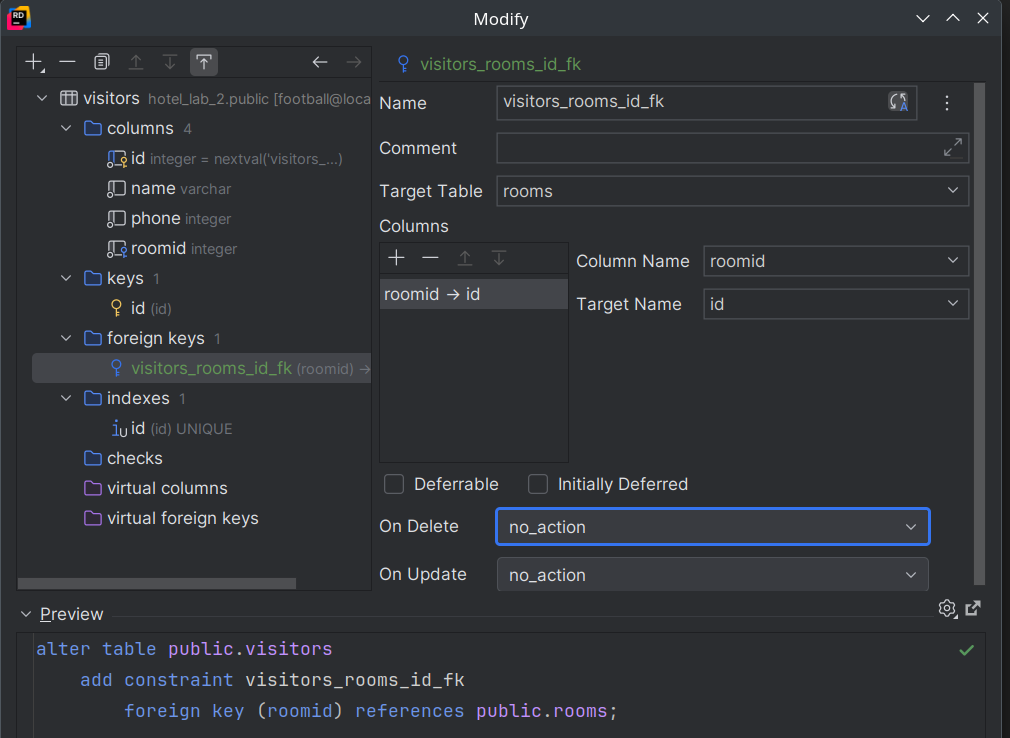 RD
Modify
visitors hotel_lab_2.public [football@loca
columns 4
id integer = nextval('visitors_...)
name varchar
phone integer
roomid integer
keys 1
id (id)
foreign keys 1
visitors_rooms_id_fk (roomid) →
indexes 1
id (id) UNIQUE
checks
virtual columns
virtual foreign keys
visitors_rooms_id_fk
Name visitors_rooms_id_fk
Comment
Target Table rooms
Columns
roomid → id
Column Name roomid
Target Name id
Deferrable Initially Deferred
On Delete no_action
On Update no_action
Preview
alter table public.visitors
add constraint visitors_rooms_id_fk
foreign key (roomid) references public.rooms;